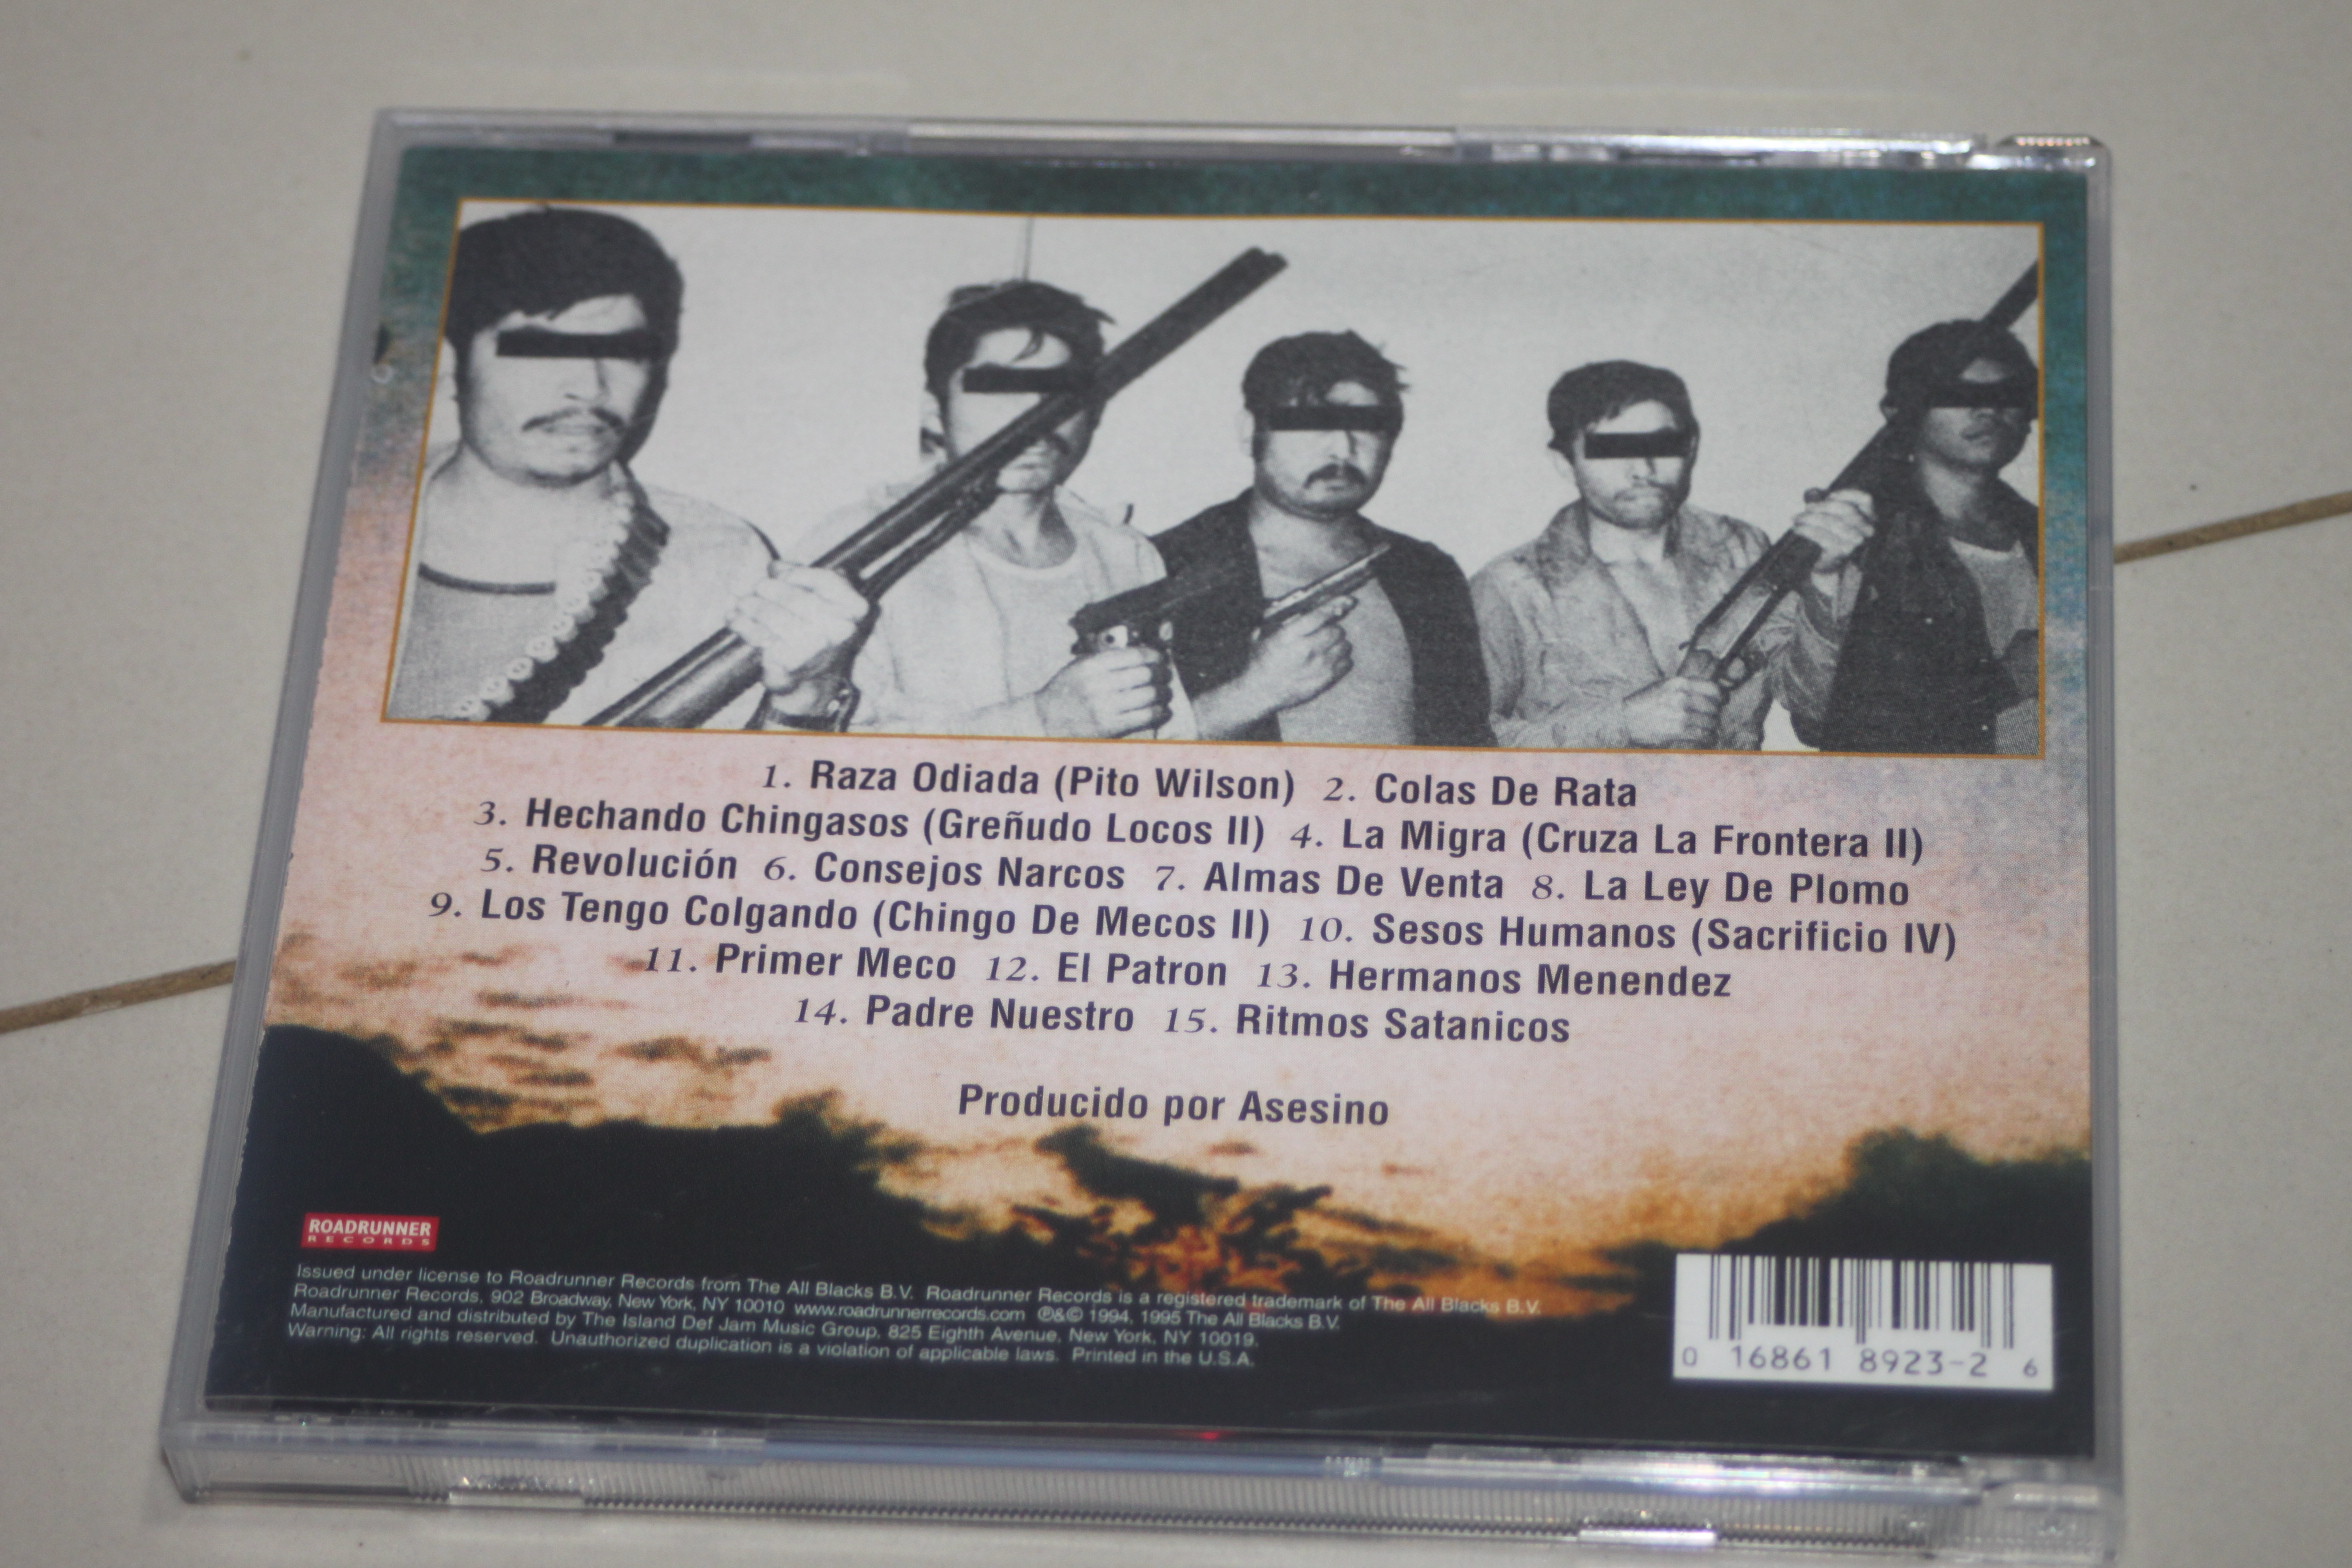 1. Raza Odiada (Pito Wilson) 2. Colas De Rata
3. Hechando Chingasos (Greñudo Locos II) 4. La Migra (Cruza La Frontera II)
5. Revolución 6. Consejos Narcos 7. Almas De Venta 8. La Ley De Plomo
9. Los Tengo Colgando (Chingo De Mecos II) 10. Sesos Humanos (Sacrificio IV)
11. Primer Meco 12. El Patron 13. Hermanos Menendez
14. Padre Nuestro 15. Ritmos Satanicos
Producido por Asesino
ROADRUNNER
RECORDS
Issued under license to Roadrunner Records from The All Blacks B.V. Roadrunner Records is a registered trademark of The All Blacks B.V.
Roadrunner Records, 902 Broadway, New York, NY 10010 www.roadrunnerrecords.com ℗&© 1994, 1995 The All Blacks B.V.
Manufactured and distributed by The Island Def Jam Music Group, 825 Eighth Avenue, New York, NY 10019.
Warning: All rights reserved. Unauthorized duplication is a violation of applicable laws. Printed in the U.S.A.
0 16861 8923-2 6